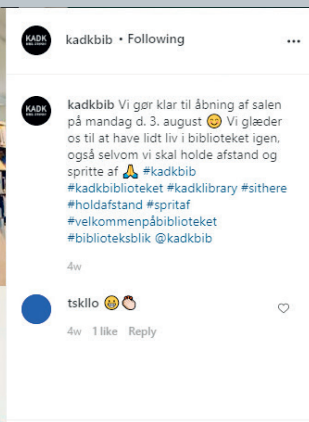 KADK
kadkbib • Following
...
KADK
kadkbib Vi gør klar til åbning af salen
på mandag d. 3. august 😊 Vi glæder
os til at have lidt liv i biblioteket igen,
også selvom vi skal holde afstand og
spritte af 🙏 #kadkbib
#kadkbiblioteket #kadklibrary #sithere
#holdafstand #spritaf
#velkommenpåbiblioteket
#biblioteksblik @kadkbib
4w
tskllo 😁👏
4w 1 like Reply